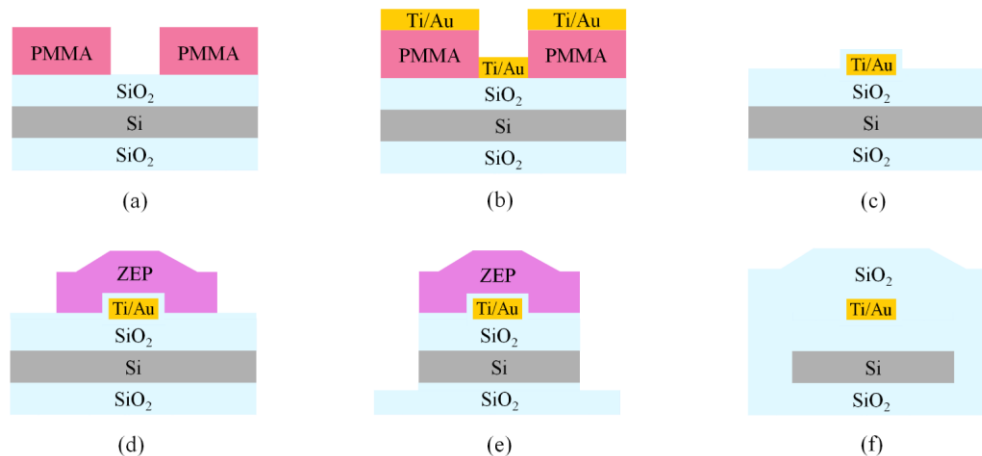 PMMA PMMA
SiO₂
Si
SiO₂
(a)
Ti/Au Ti/Au
PMMA Ti/Au PMMA
SiO₂
Si
SiO₂
(b)
Ti/Au
SiO₂
Si
SiO₂
(c)
ZEP
Ti/Au
SiO₂
Si
SiO₂
(d)
ZEP
Ti/Au
SiO₂
Si
SiO₂
(e)
SiO₂
Ti/Au
Si
SiO₂
(f)